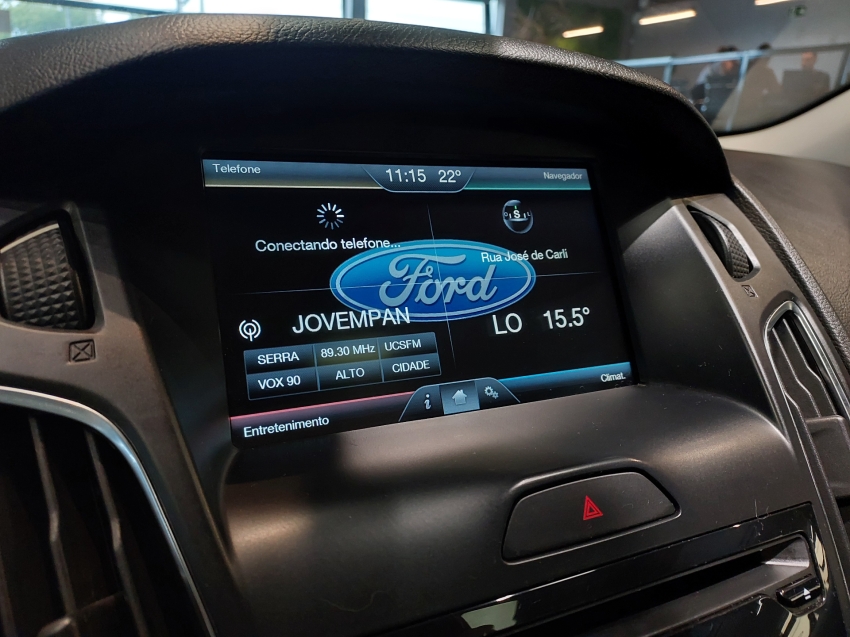 Telefone
11:15 22°
Navegador
S
Conectando telefone...
Rua José de Carli
Ford
JOVEMPAN
LO 15.5°
SERRA 89.30 MHz UCSFM
VOX 90 ALTO CIDADE
Entretenimento
i
Climat.